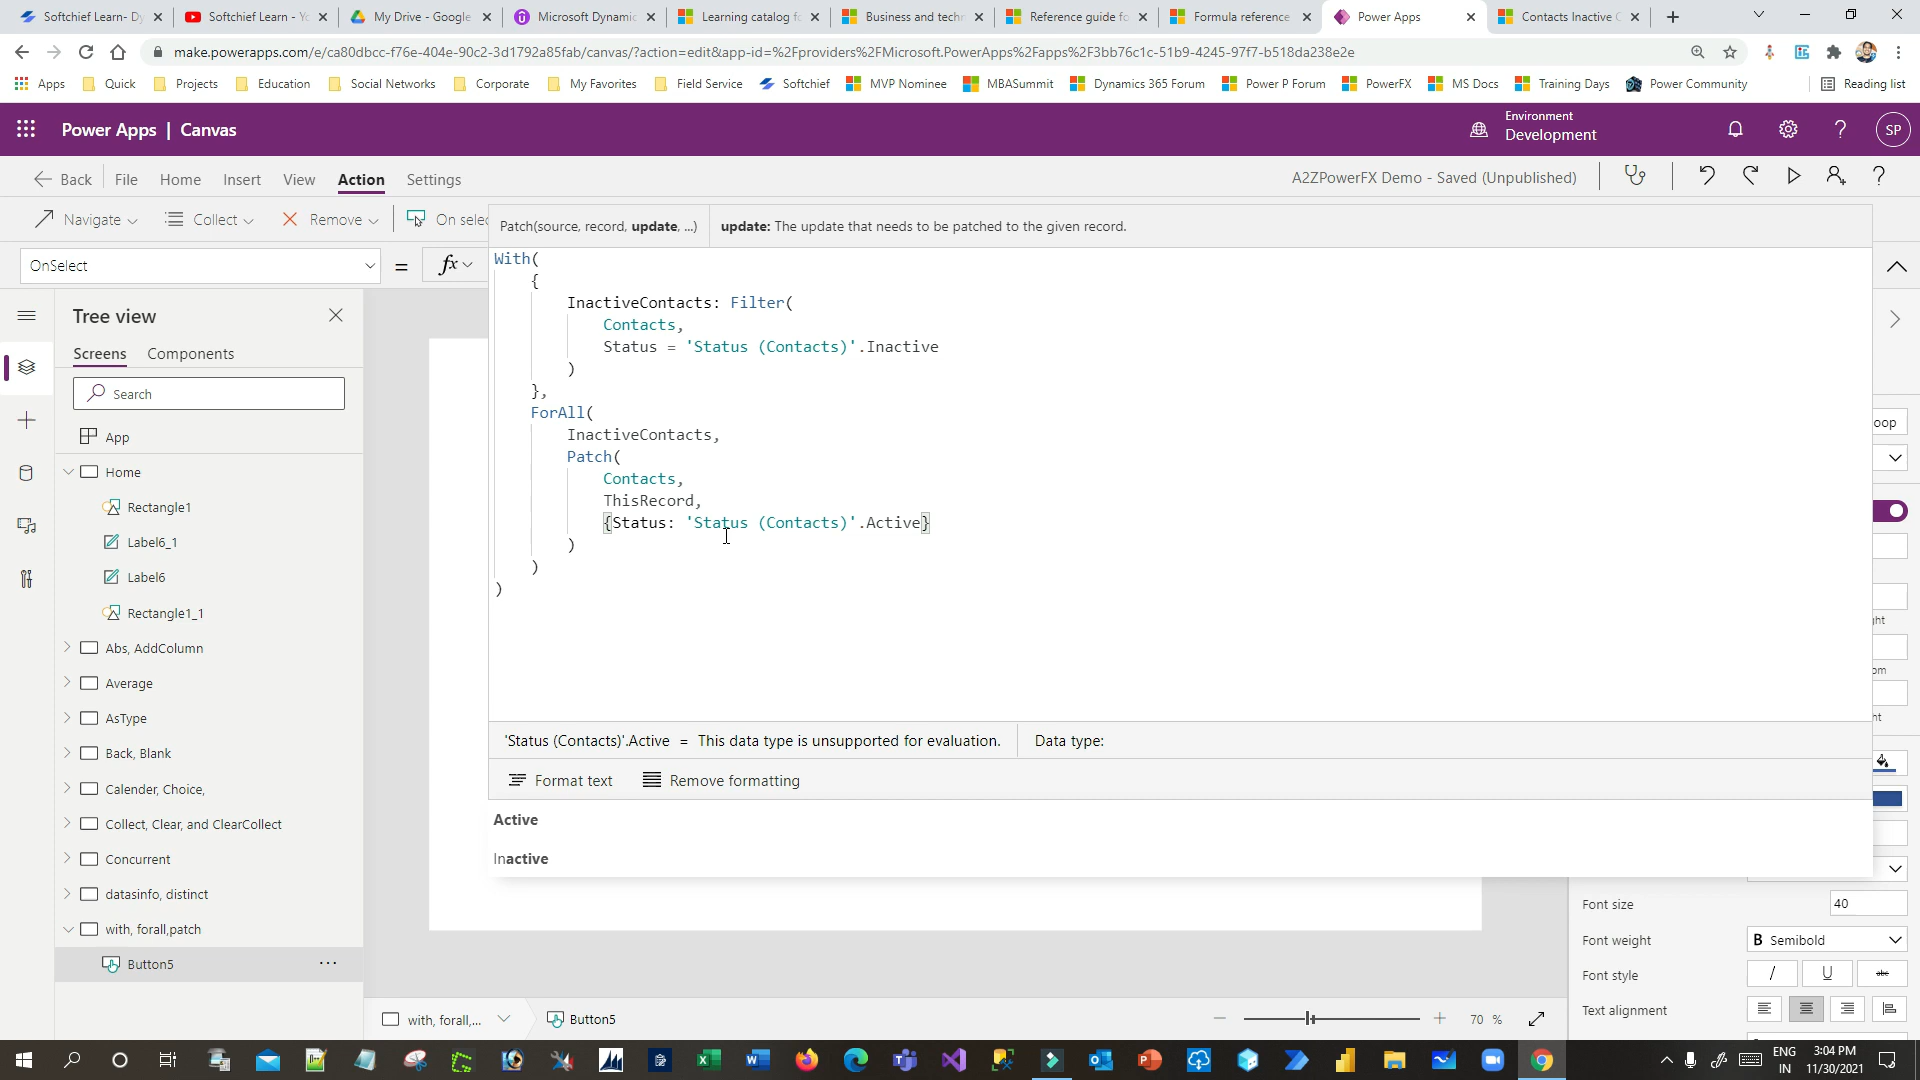 Softchief Learn- Dy
Softchief Learn - Yo
My Drive - Google
Microsoft Dynamic
Learning catalog fo
Business and techn
Reference guide fo
Formula reference
Power Apps
Contacts Inactive C
make.powerapps.com/e/ca80dbcc-f76e-404e-90c2-3d1792a85fab/canvas/?action=edit&app-id=%2Fproviders%2FMicrosoft.PowerApps%2Fapps%2F3bb76c1c-51b9-4245-97f7-b518da238e2e
Apps Quick Projects Education Social Networks Corporate My Favorites Field Service Softchief MVP Nominee MBASummit Dynamics 365 Forum Power P Forum PowerFX MS Docs Training Days Power Community Reading list
Power Apps | Canvas
Environment
Development
SP
Back File Home Insert View Action Settings
A2ZPowerFX Demo - Saved (Unpublished)
Navigate Collect Remove On selec
Patch(source, record, update, ...)
update: The update that needs to be patched to the given record.
OnSelect
= fx
With(
{
InactiveContacts: Filter(
Contacts,
Status = 'Status (Contacts)'.Inactive
)
},
ForAll(
InactiveContacts,
Patch(
Contacts,
ThisRecord,
{Status: 'Status (Contacts)'.Active}
)
)
)
'Status (Contacts)'.Active = This data type is unsupported for evaluation.
Data type:
Format text
Remove formatting
Active
Inactive
Tree view
Screens Components
Search
App
Home
Rectangle1
Label6_1
Label6
Rectangle1_1
Abs, AddColumn
Average
AsType
Back, Blank
Calender, Choice,
Collect, Clear, and ClearCollect
Concurrent
datasinfo, distinct
with, forall,patch
Button5
oop
ght
om
ht
Font size
40
Font weight
B Semibold
Font style
/ U abc
Text alignment
with, forall,...
Button5
70 %
ENG
IN
3:04 PM
11/30/2021